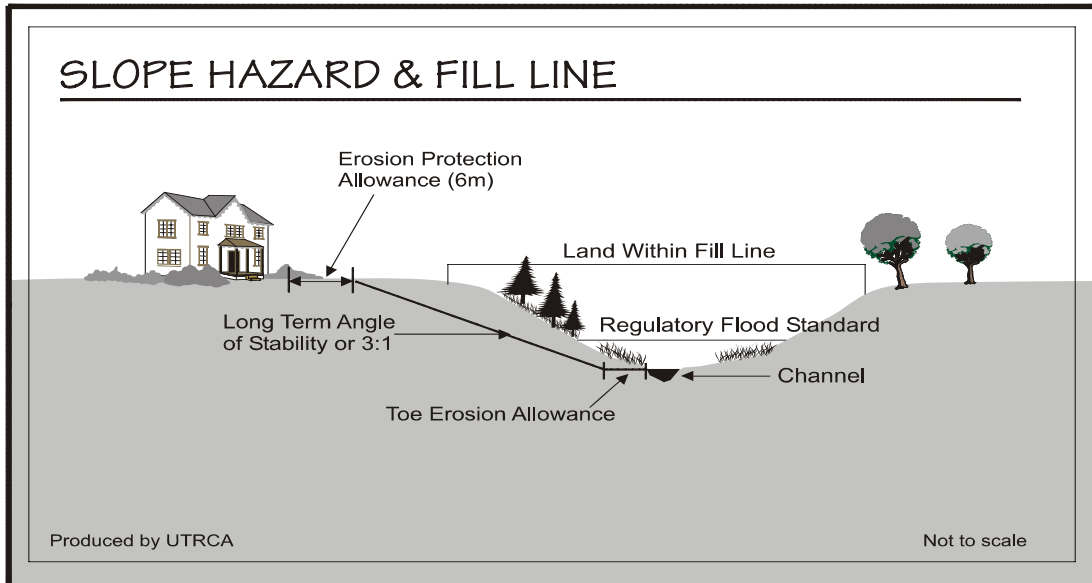 SLOPE HAZARD & FILL LINE
Erosion Protection
Allowance (6m)
Land Within Fill Line
Long Term Angle
of Stability or 3:1
Regulatory Flood Standard
Channel
Toe Erosion Allowance
Produced by UTRCA
Not to scale